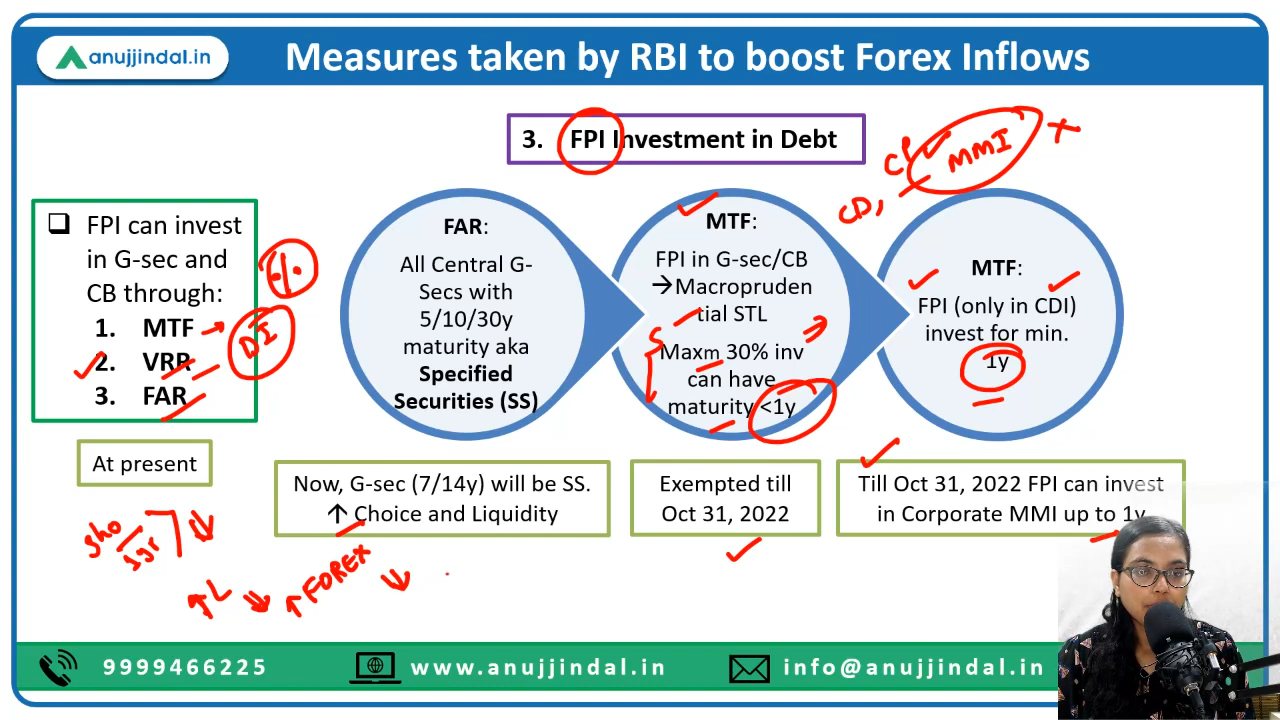 anujjindal.in
Measures taken by RBI to boost Forex Inflows
3. FPI Investment in Debt
❑ FPI can invest
in G-sec and
CB through:
1. MTF
2. VRR
3. FAR
%
DI
At present
FAR:
All Central G-
Secs with
5/10/30y
maturity aka
Specified
Securities (SS)
Now, G-sec (7/14y) will be SS.
↑ Choice and Liquidity
MTF:
FPI in G-sec/CB
→Macropruden
tial STL
Maxm 30% inv
can have
maturity <1y
Exempted till
Oct 31, 2022
CD,
MMI
MTF:
FPI (only in CDI)
invest for min.
1y
Till Oct 31, 2022 FPI can invest
in Corporate MMI up to 1y
↑L ↓ ↑ FOREX ↓
9999466225
www.anujjindal.in
info@anujjindal.in